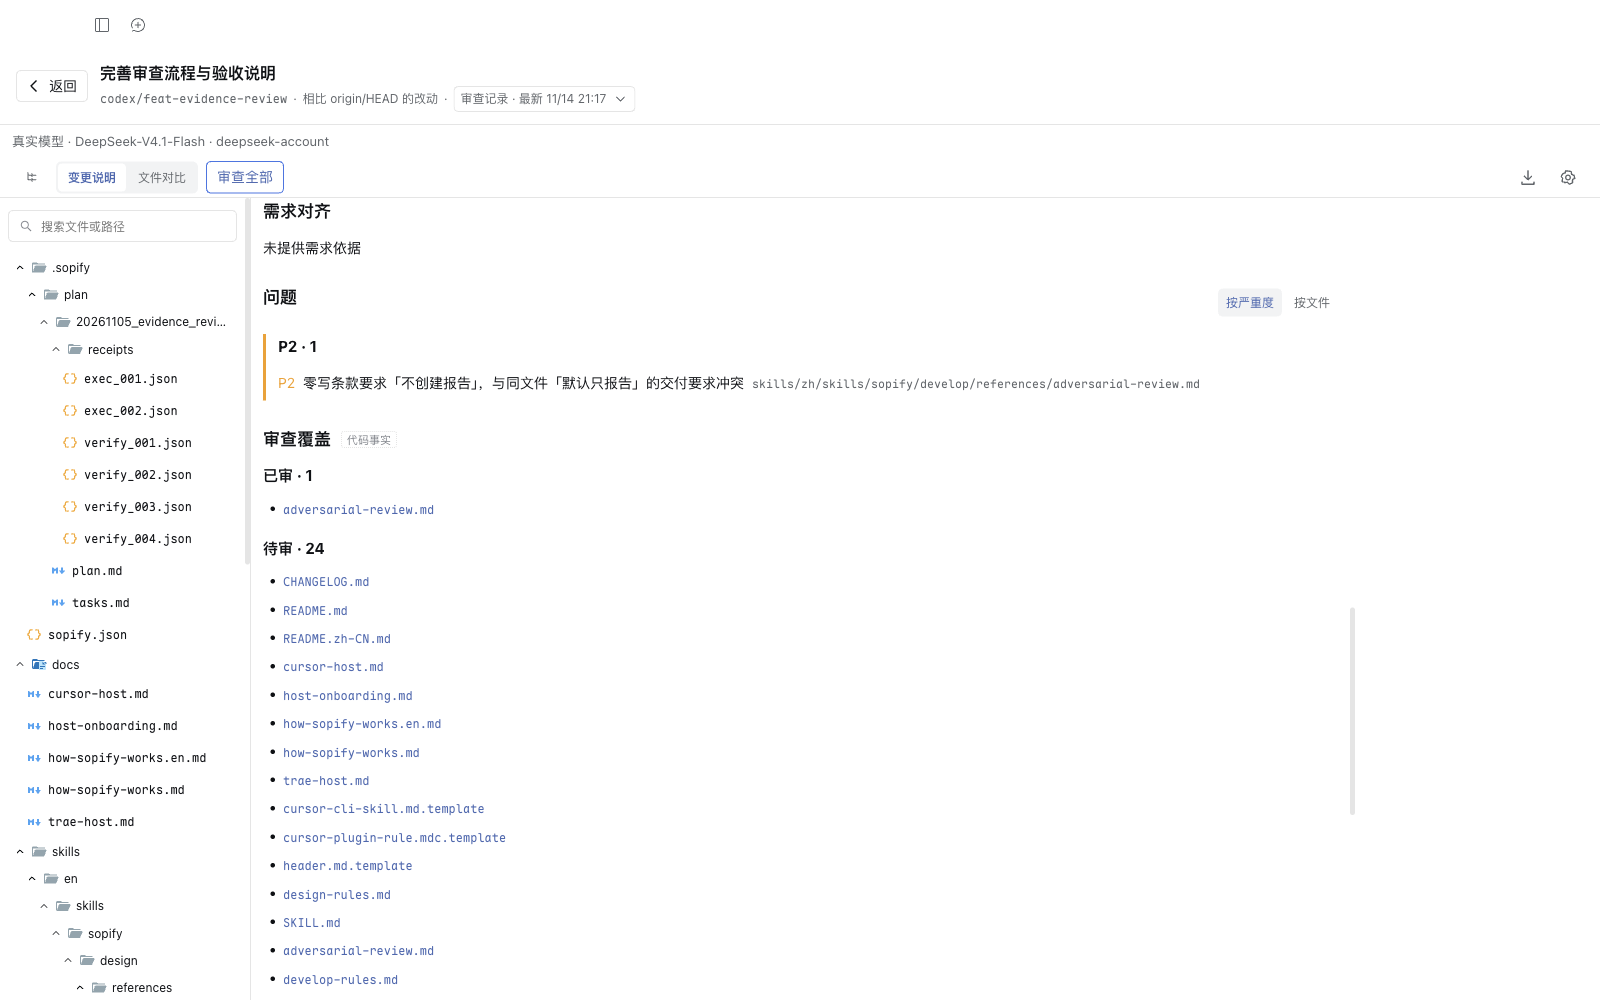 返回
完善审查流程与验收说明
codex/feat-evidence-review · 相比 origin/HEAD 的改动 · 审查记录 · 最新 11/14 21:17
真实模型 · DeepSeek-V4.1-Flash · deepseek-account
变更说明 文件对比 审查全部
搜索文件或路径
.sopify
plan
20261105_evidence_revi...
receipts
exec_001.json
exec_002.json
verify_001.json
verify_002.json
verify_003.json
verify_004.json
plan.md
tasks.md
sopify.json
docs
cursor-host.md
host-onboarding.md
how-sopify-works.en.md
how-sopify-works.md
trae-host.md
skills
en
skills
sopify
design
references
需求对齐
未提供需求依据
问题
按严重度 按文件
P2 · 1
P2 零写条款要求「不创建报告」，与同文件「默认只报告」的交付要求冲突 skills/zh/skills/sopify/develop/references/adversarial-review.md
审查覆盖 代码事实
已审 · 1
adversarial-review.md
待审 · 24
CHANGELOG.md
README.md
README.zh-CN.md
cursor-host.md
host-onboarding.md
how-sopify-works.en.md
how-sopify-works.md
trae-host.md
cursor-cli-skill.md.template
cursor-plugin-rule.mdc.template
header.md.template
design-rules.md
SKILL.md
adversarial-review.md
develop-rules.md